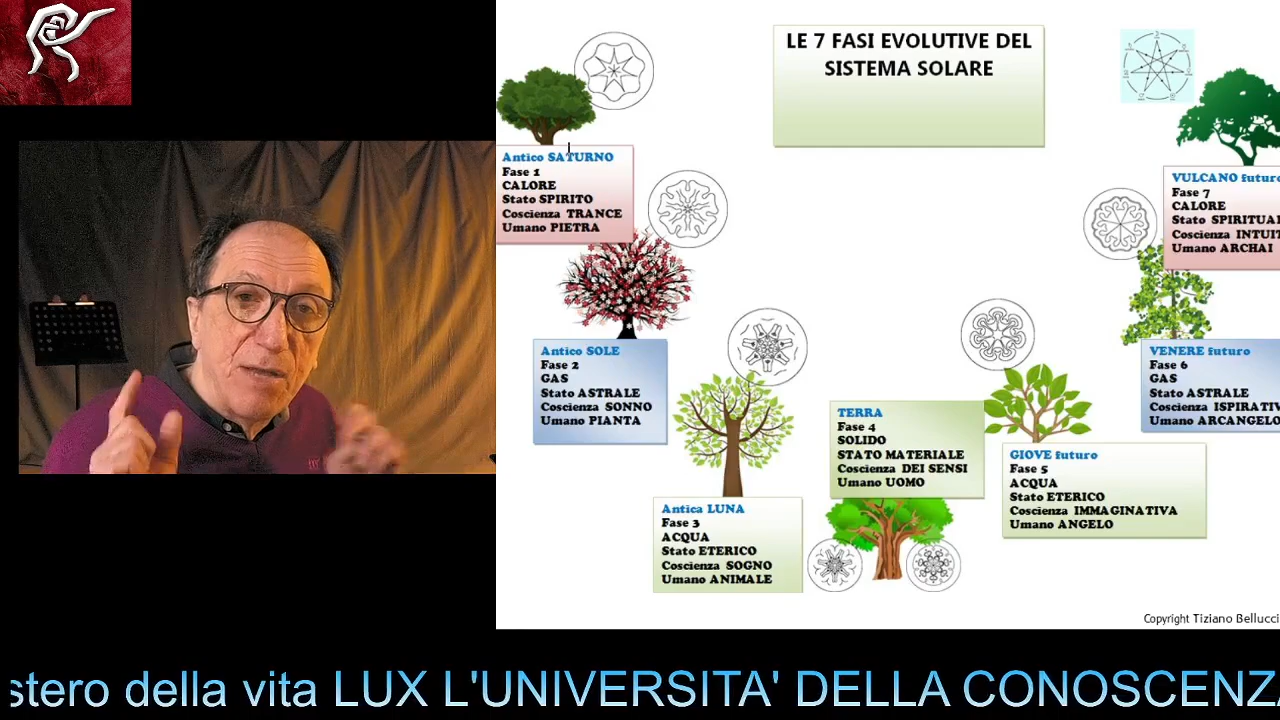 LE 7 FASI EVOLUTIVE DEL
SISTEMA SOLARE
Antico SATURNO
Fase 1
CALORE
Stato SPIRITO
Coscienza TRANCE
Umano PIETRA
Antico SOLE
Fase 2
GAS
Stato ASTRALE
Coscienza SONNO
Umano PIANTA
Antica LUNA
Fase 3
ACQUA
Stato ETERICO
Coscienza SOGNO
Umano ANIMALE
TERRA
Fase 4
SOLIDO
STATO MATERIALE
Coscienza DEI SENSI
Umano UOMO
GIOVE futuro
Fase 5
ACQUA
Stato ETERICO
Coscienza IMMAGINATIVA
Umano ANGELO
VENERE futuro
Fase 6
GAS
Stato ASTRALE
Coscienza ISPIRATIV
Umano ARCANGELO
VULCANO futuro
Fase 7
CALORE
Stato SPIRITUAL
Coscienza INTUIT
Umano ARCHAI
Copyright Tiziano Bellucci
stero della vita LUX L'UNIVERSITA' DELLA CONOSCENZ